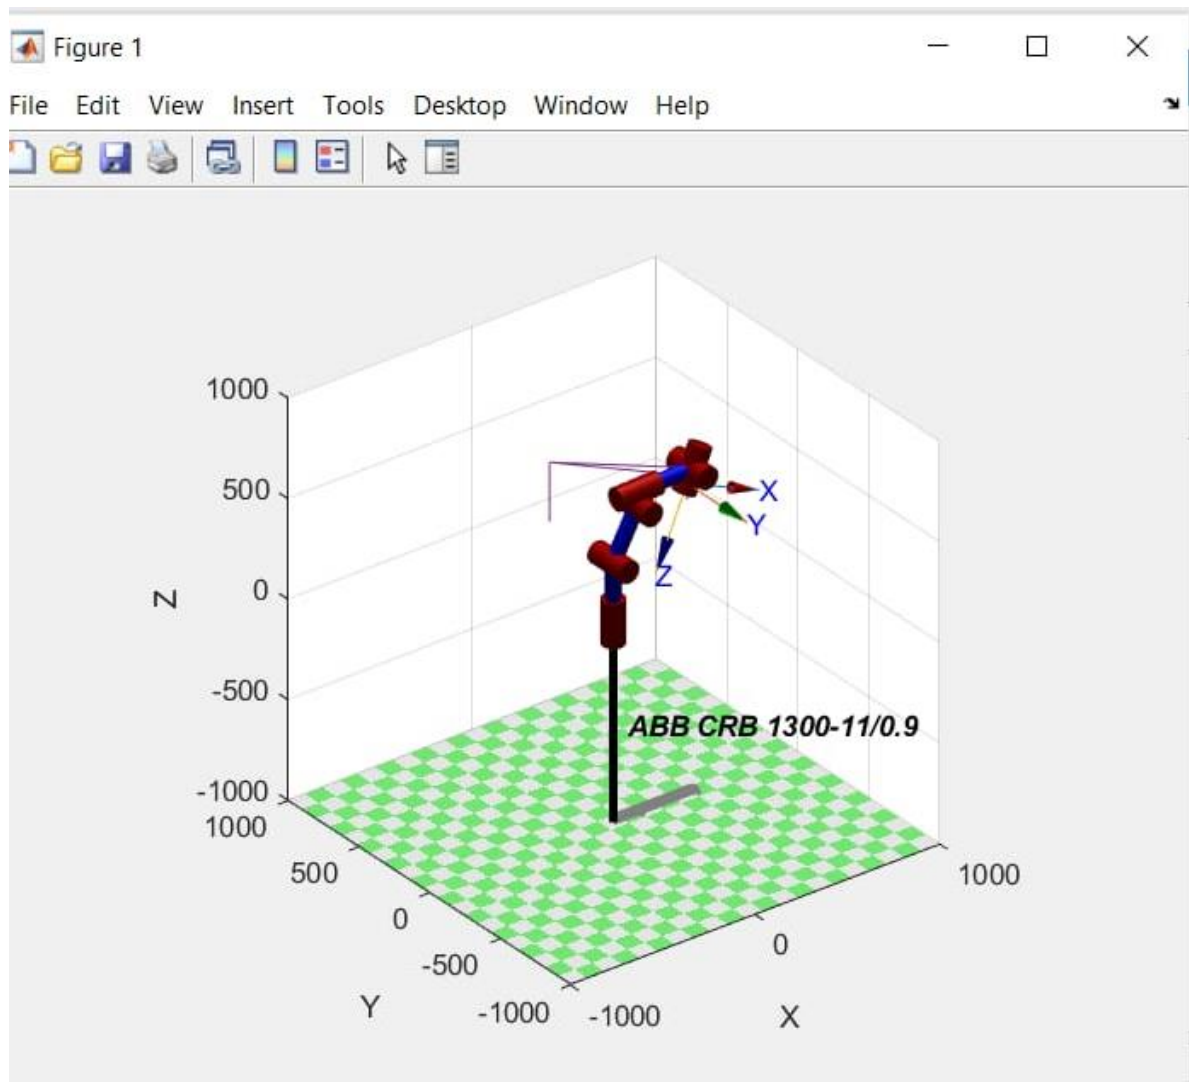 Figure 1
File Edit View Insert Tools Desktop Window Help
1000
500
0
-500
-1000
Z
X
Y
Z
ABB CRB 1300-11/0.9
1000
500
0
-500
-1000
Y
-1000
0
1000
X